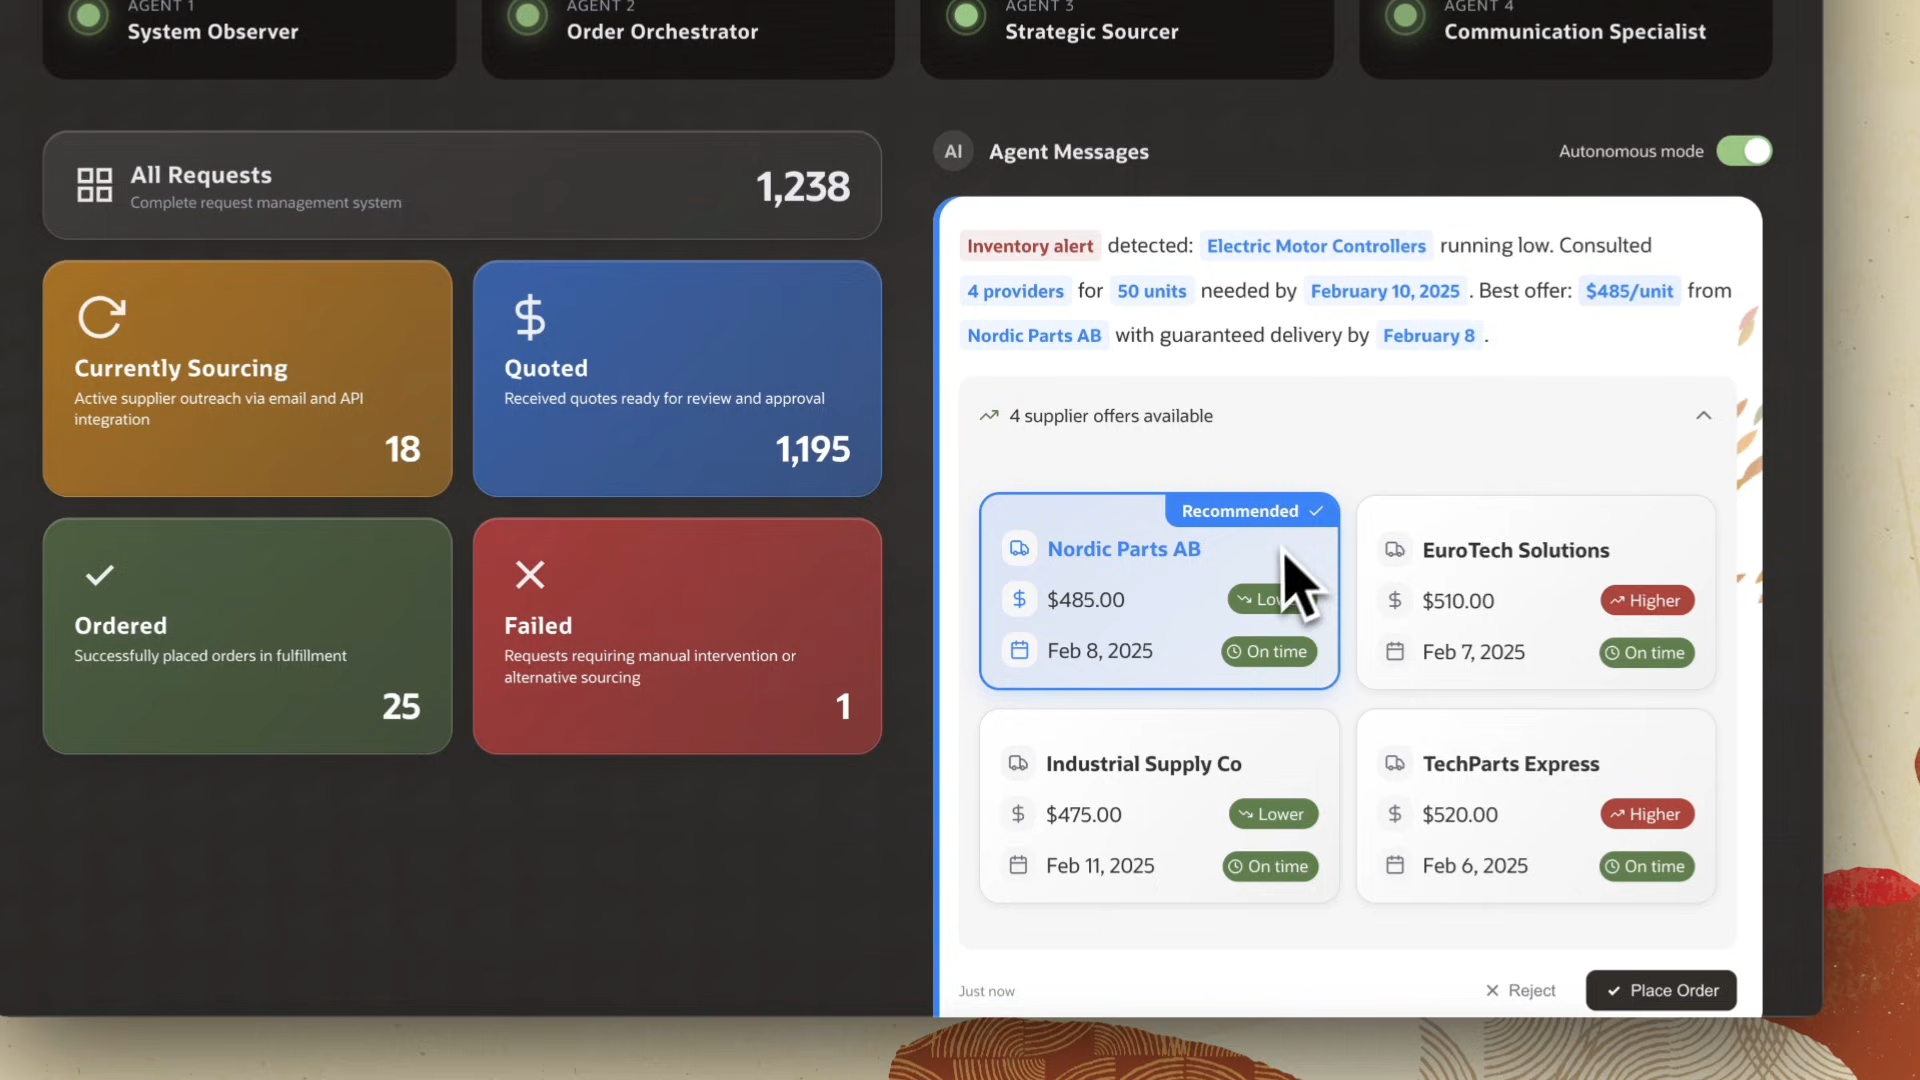 AGENT 1
System Observer
AGENT 2
Order Orchestrator
AGENT 3
Strategic Sourcer
AGENT 4
Communication Specialist
All Requests
Complete request management system
1,238
Currently Sourcing
Active supplier outreach via email and API
integration
18
Quoted
Received quotes ready for review and approval
1,195
Ordered
Successfully placed orders in fulfillment
25
Failed
Requests requiring manual intervention or
alternative sourcing
1
AI Agent Messages
Autonomous mode
Inventory alert detected: Electric Motor Controllers running low. Consulted
4 providers for 50 units needed by February 10, 2025 . Best offer: $485/unit from
Nordic Parts AB with guaranteed delivery by February 8 .
4 supplier offers available
Recommended
Nordic Parts AB
$485.00
Feb 8, 2025 On time
EuroTech Solutions
$510.00 Higher
Feb 7, 2025 On time
Industrial Supply Co
$475.00 Lower
Feb 11, 2025 On time
TechParts Express
$520.00 Higher
Feb 6, 2025 On time
Just now
Reject
Place Order